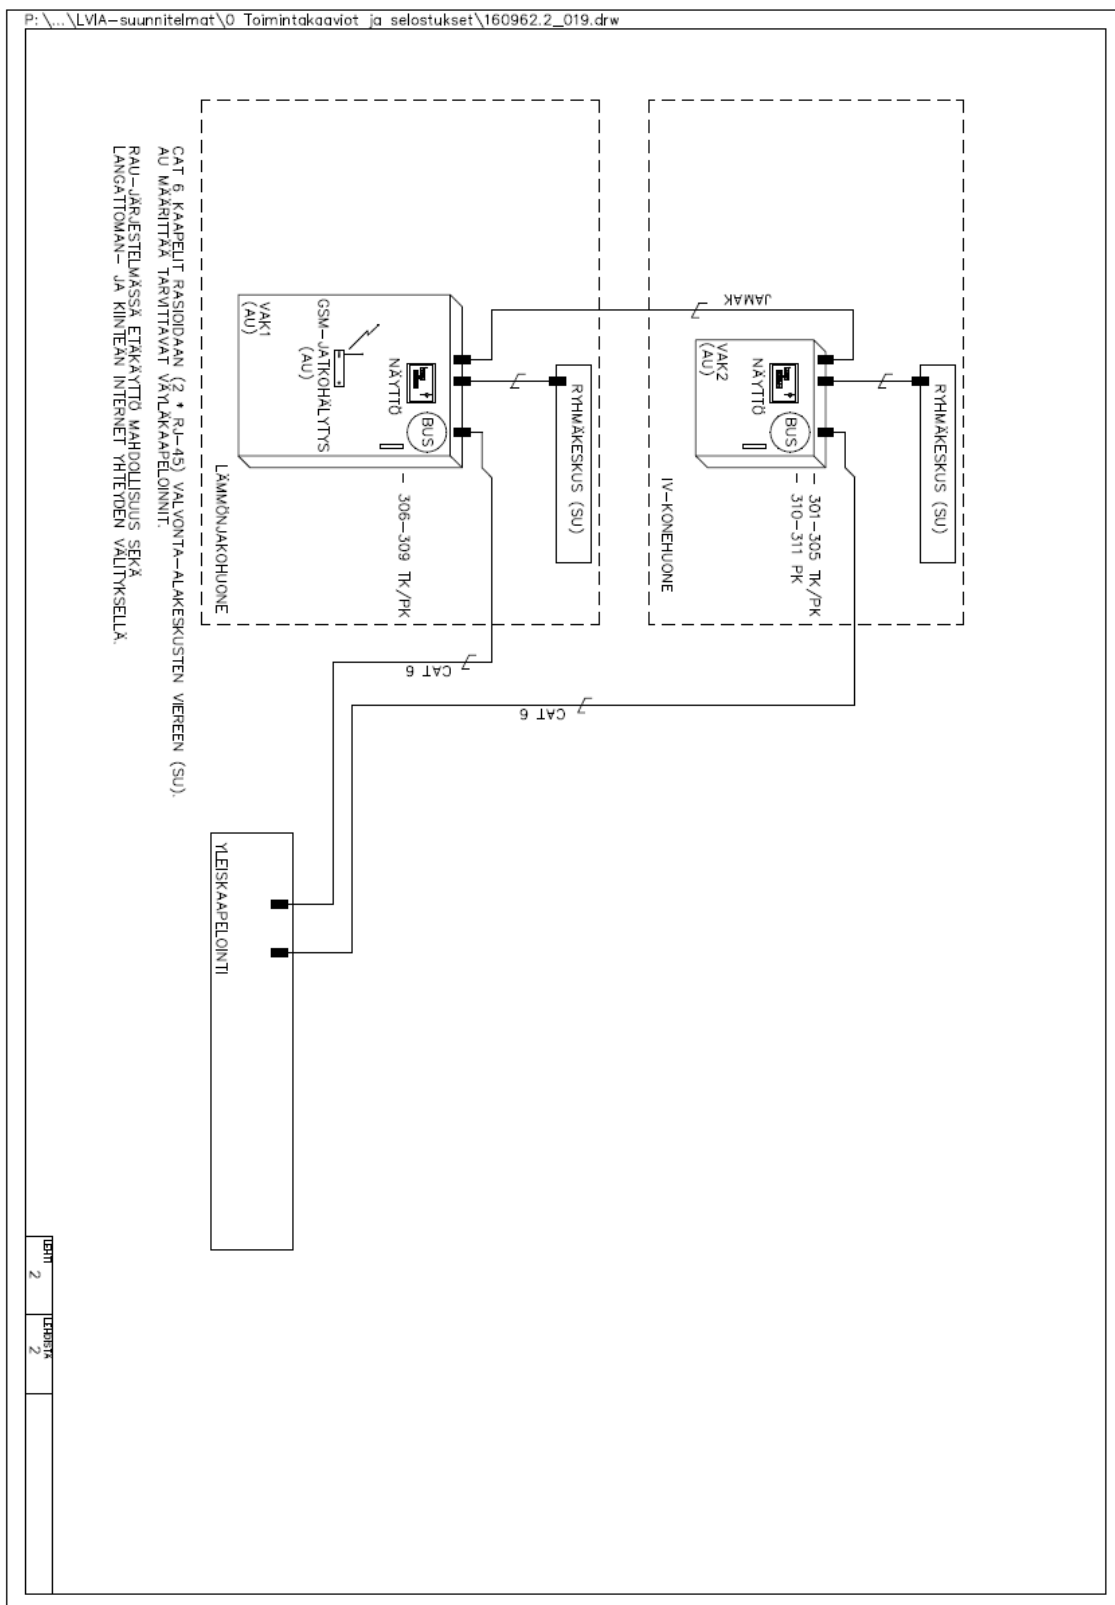 P:\...\LVIA-suunnitelmat\0 Toimintakaaviot ja selostukset\160962.2_019.drw
RYHMÄKESKUS (SU)
JAMAK
VAK2
(AU)
NÄYTTÖ
BUS
- 301-305 TK/PK
- 310-311 PK
IV-KONEHUONE
RYHMÄKESKUS (SU)
VAK1
(AU)
GSM-JATKOHÄLYTYS
(AU)
NÄYTTÖ
BUS
- 306-309 TK/PK
LÄMMÖNJAKOHUONE
CAT 6
CAT 6
YLEISKAAPELOINTI
CAT 6 KAAPELIT RASIOIDAAN (2 * RJ-45) VALVONTA-ALAKESKUSTEN VIEREEN (SU).
AU MÄÄRITTÄÄ TARVITTAVAT VÄYLÄKAAPELOINNIT.
RAU-JÄRJESTELMÄSSÄ ETÄKÄYTTÖ MAHDOLLISUUS SEKÄ
LANGATTOMAN- JA KIINTEÄN INTERNET YHTEYDEN VÄLITYKSELLÄ.
LEHTI
2
LEHDISTÄ
2